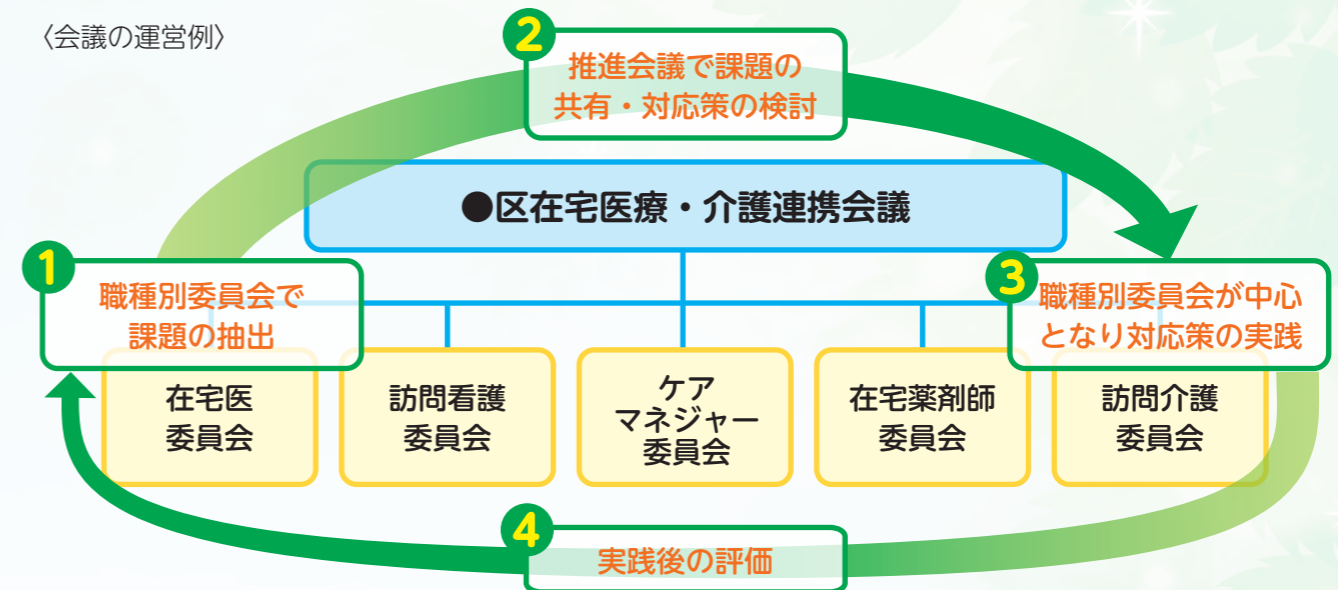 〈会議の運営例〉
2
推進会議で課題の
共有・対応策の検討
●区在宅医療・介護連携会議
1
職種別委員会で
課題の抽出
3
職種別委員会が中心
となり対応策の実践
在宅医
委員会
訪問看護
委員会
ケア
マネジャー
委員会
在宅薬剤師
委員会
訪問介護
委員会
4
実践後の評価